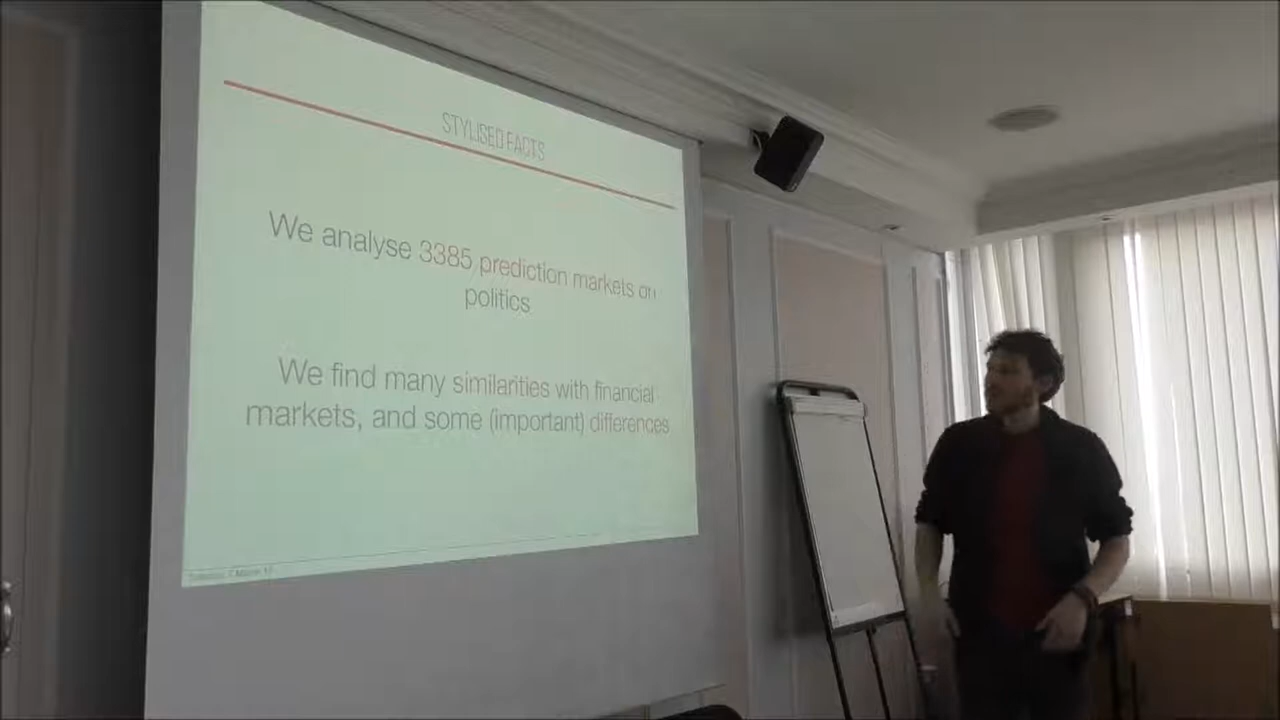 STYLISED FACTS
We analyse 3385 prediction markets on
politics
We find many similarities with financial
markets, and some (important) differences